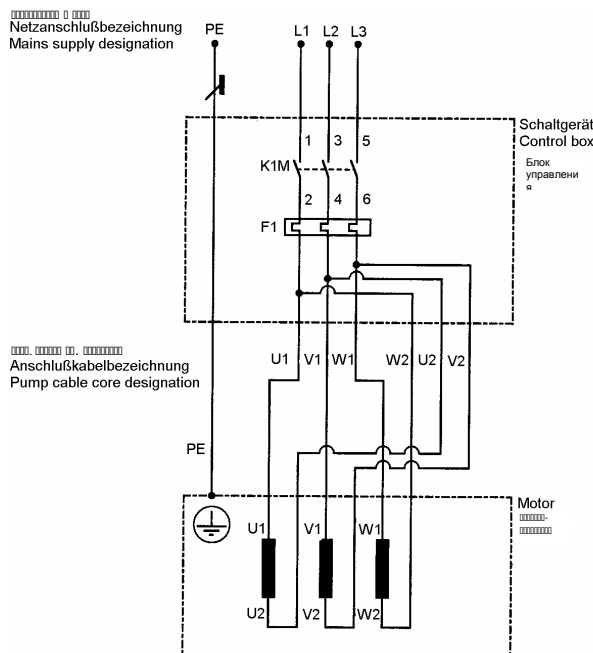 Netzanschlußbezeichnung
Mains supply designation
PE
L1 L2 L3
Schaltgerät
Control box
Блок
управлени
я
1 3 5
K1M
2 4 6
F1
Anschlußkabelbezeichnung
Pump cable core designation
U1 V1 W1 W2 U2 V2
PE
Motor
U1 V1 W1
U2 V2 W2